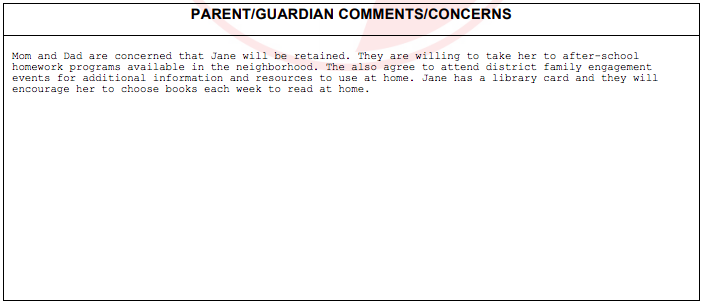 PARENT/GUARDIAN COMMENTS/CONCERNS
Mom and Dad are concerned that Jane will be retained. They are willing to take her to after-school
homework programs available in the neighborhood. The also agree to attend district family engagement
events for additional information and resources to use at home. Jane has a library card and they will
encourage her to choose books each week to read at home.